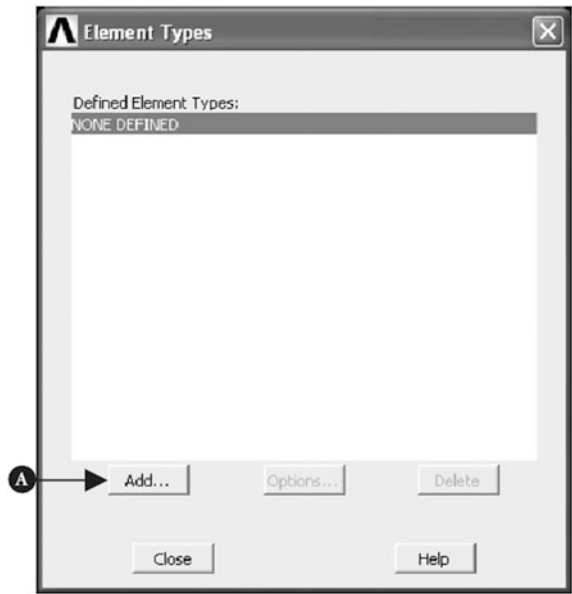 Element Types
Defined Element Types:
NONE DEFINED
A
Add...
Options...
Delete
Close
Help